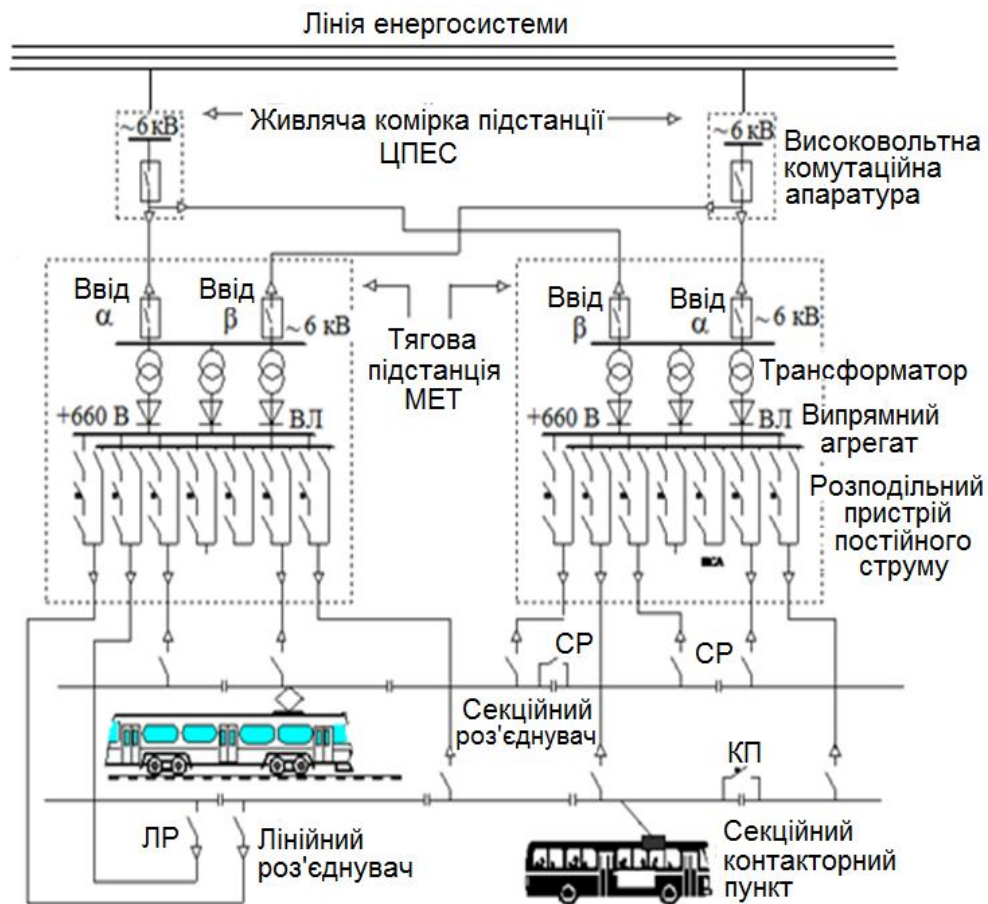 Лінія енергосистеми
~6 кВ
Живляча комірка підстанції
ЦПЕС
~6 кВ
Високовольтна
комутаційна
апаратура
Ввід
α
Ввід
β
~6 кВ
Тягова
підстанція
МЕТ
Ввід
β
Ввід
α
~6 кВ
Трансформатор
+660 В
ВЛ
+660 В
ВЛ
Випрямний
агрегат
Розподільний
пристрій
постійного
струму
СР
СР
Секційний
роз'єднувач
КП
ЛР
Лінійний
роз'єднувач
Секційний
контакторний
пункт